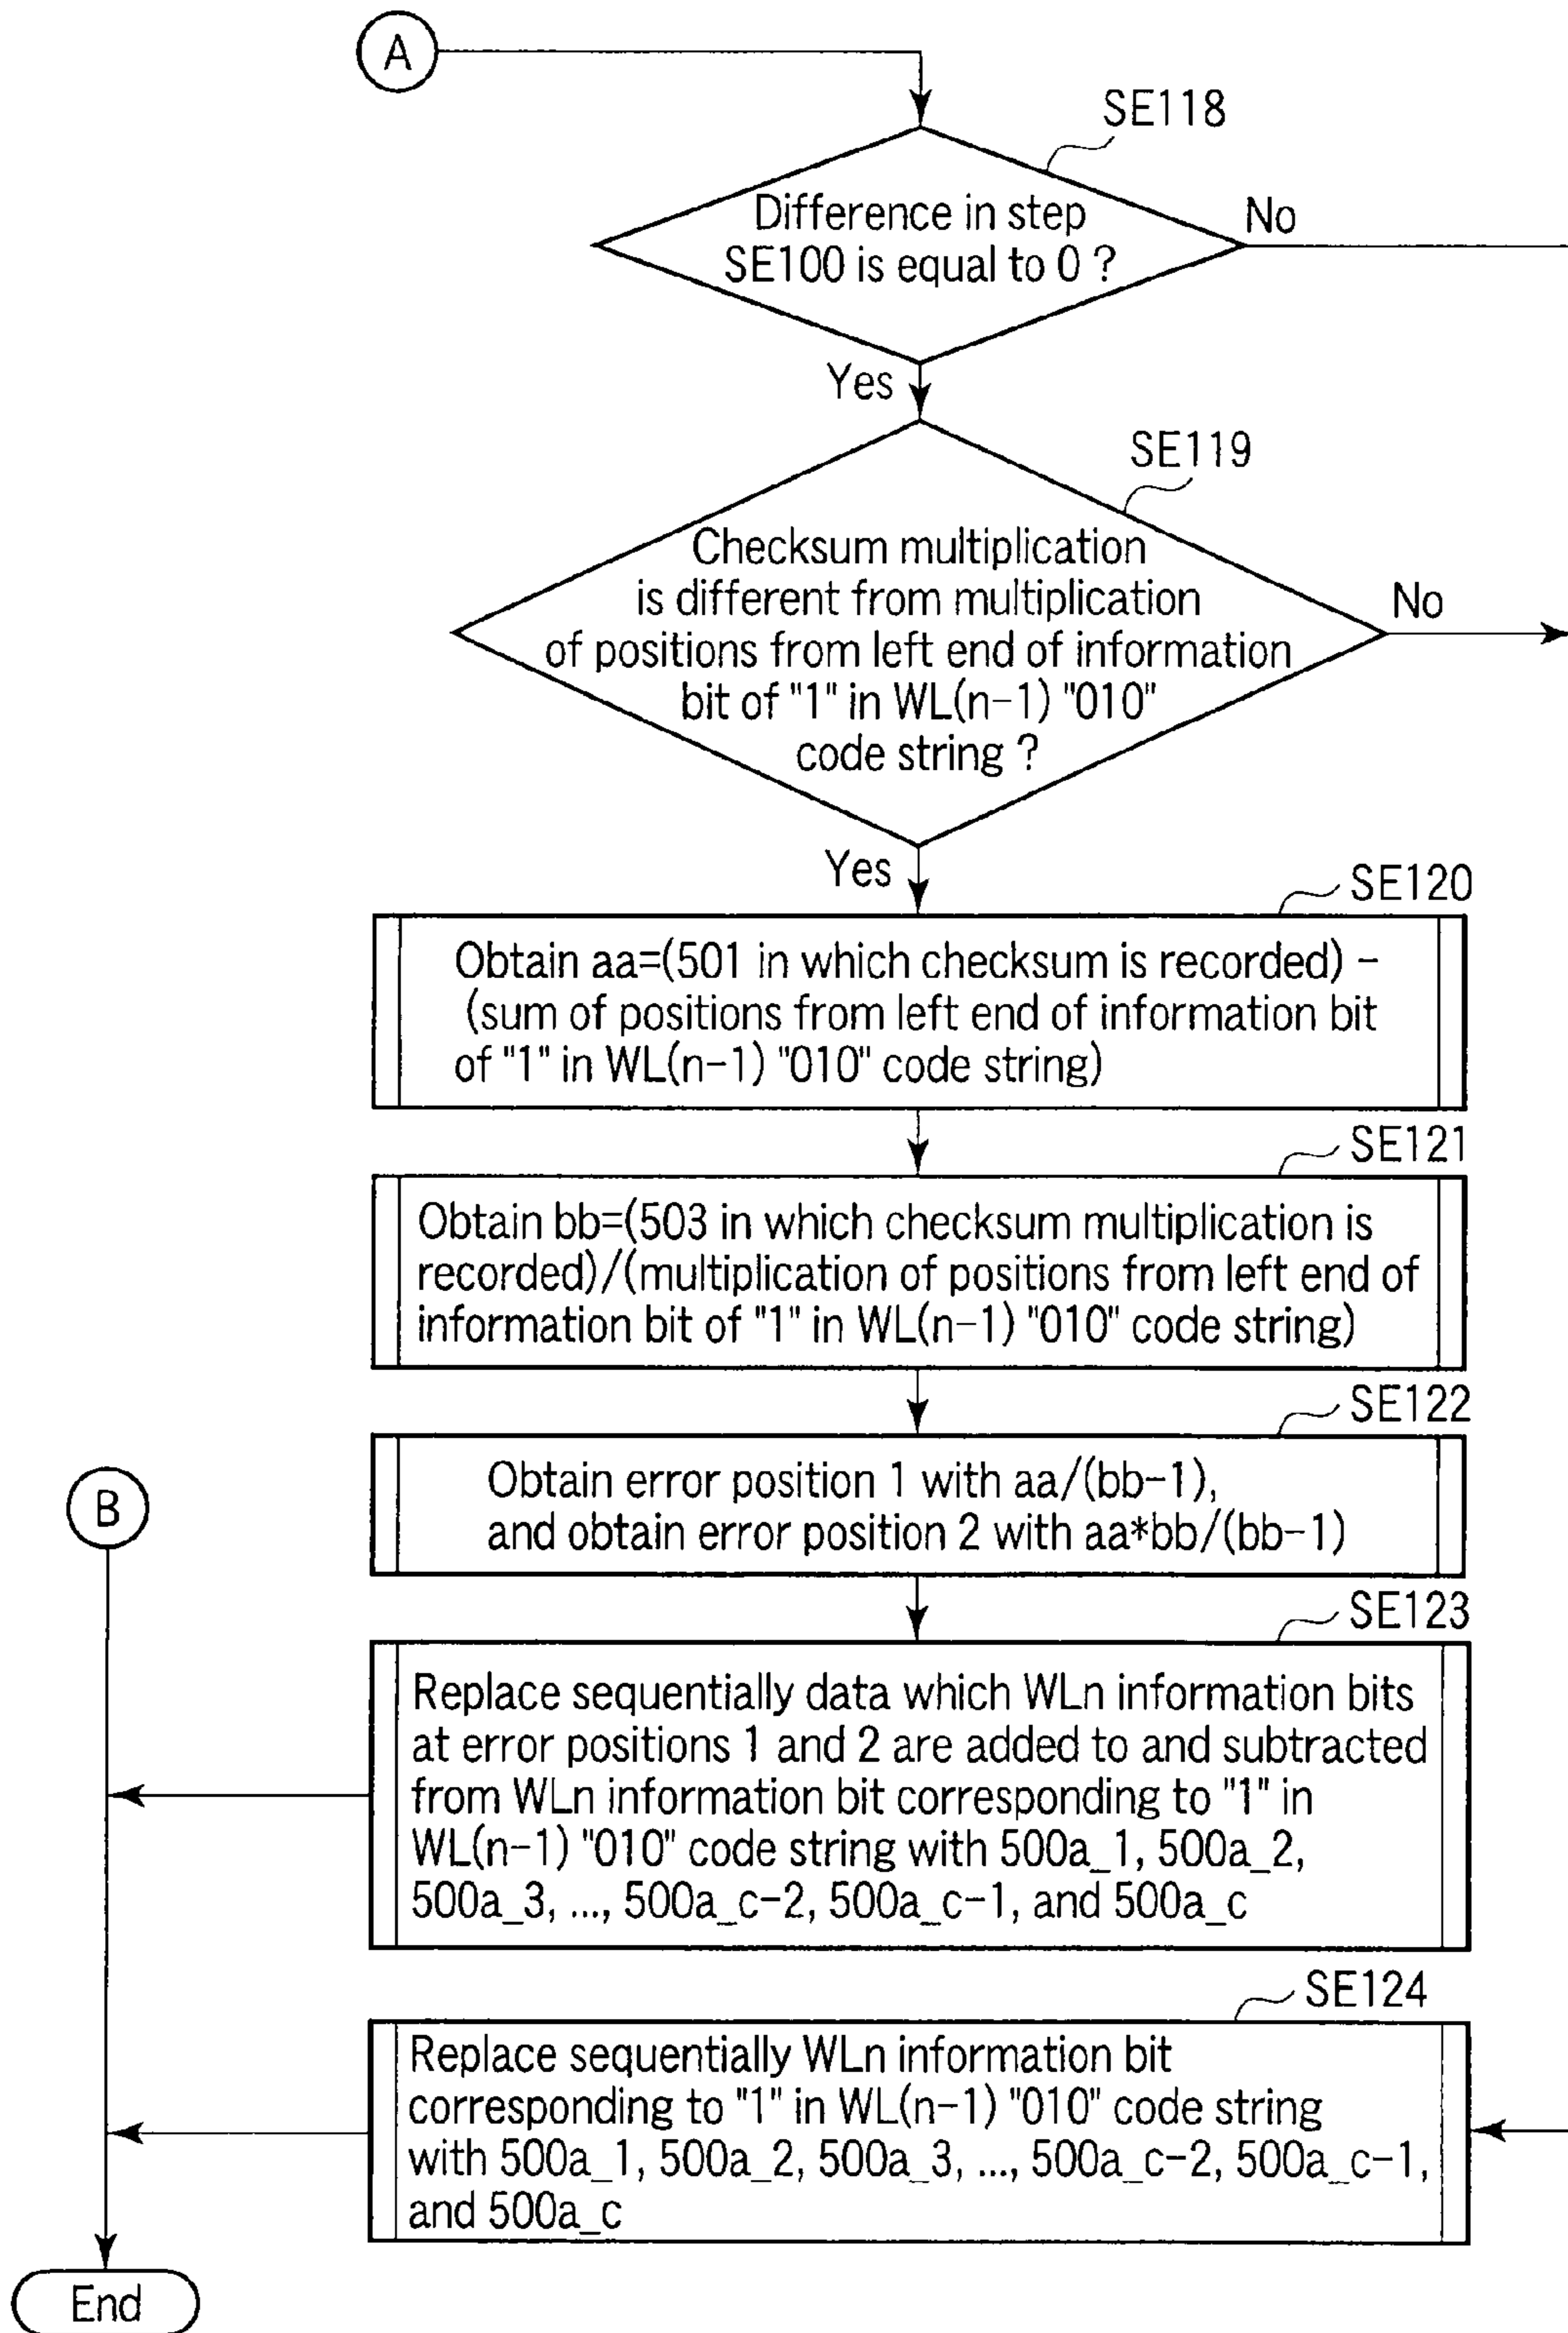 A
SE118
Difference in step
SE100 is equal to 0 ?
No
Yes
SE119
Checksum multiplication
is different from multiplication
of positions from left end of information
bit of "1" in WL(n-1) "010"
code string ?
No
Yes
SE120
Obtain aa=(501 in which checksum is recorded) -
(sum of positions from left end of information bit
of "1" in WL(n-1) "010" code string)
SE121
Obtain bb=(503 in which checksum multiplication is
recorded)/(multiplication of positions from left end of
information bit of "1" in WL(n-1) "010" code string)
SE122
Obtain error position 1 with aa/(bb-1),
and obtain error position 2 with aa*bb/(bb-1)
B
SE123
Replace sequentially data which WLn information bits
at error positions 1 and 2 are added to and subtracted
from WLn information bit corresponding to "1" in
WL(n-1) "010" code string with 500a_1, 500a_2,
500a_3, ..., 500a_c-2, 500a_c-1, and 500a_c
SE124
Replace sequentially WLn information bit
corresponding to "1" in WL(n-1) "010" code string
with 500a_1, 500a_2, 500a_3, ..., 500a_c-2, 500a_c-1,
and 500a_c
End